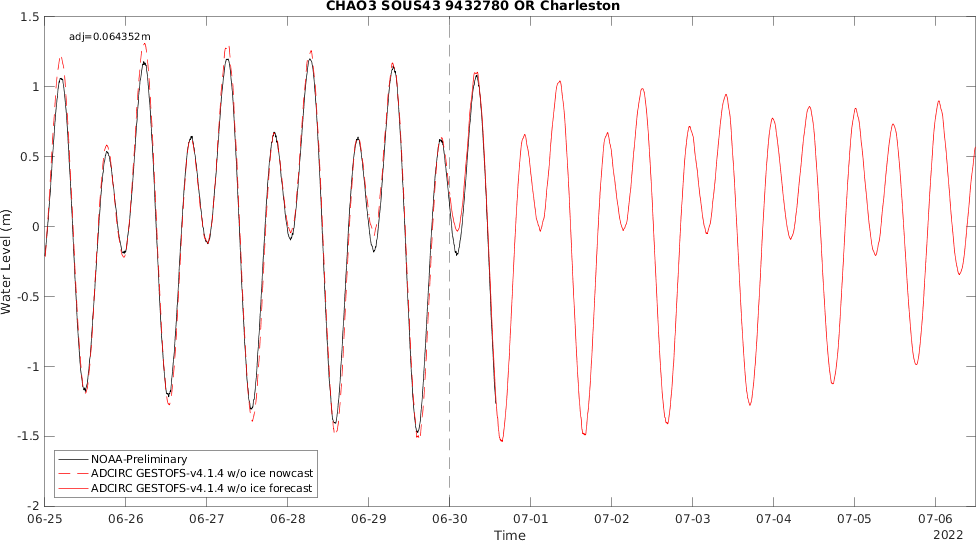 CHAO3 SOUS43 9432780 OR Charleston
adj=0.064352m
1.5
1
0.5
0
-0.5
-1
-1.5
-2
Water Level (m)
NOAA-Preliminary
ADCIRC GESTOFS-v4.1.4 w/o ice nowcast
ADCIRC GESTOFS-v4.1.4 w/o ice forecast
06-25 06-26 06-27 06-28 06-29 06-30 07-01 07-02 07-03 07-04 07-05 07-06
Time
2022